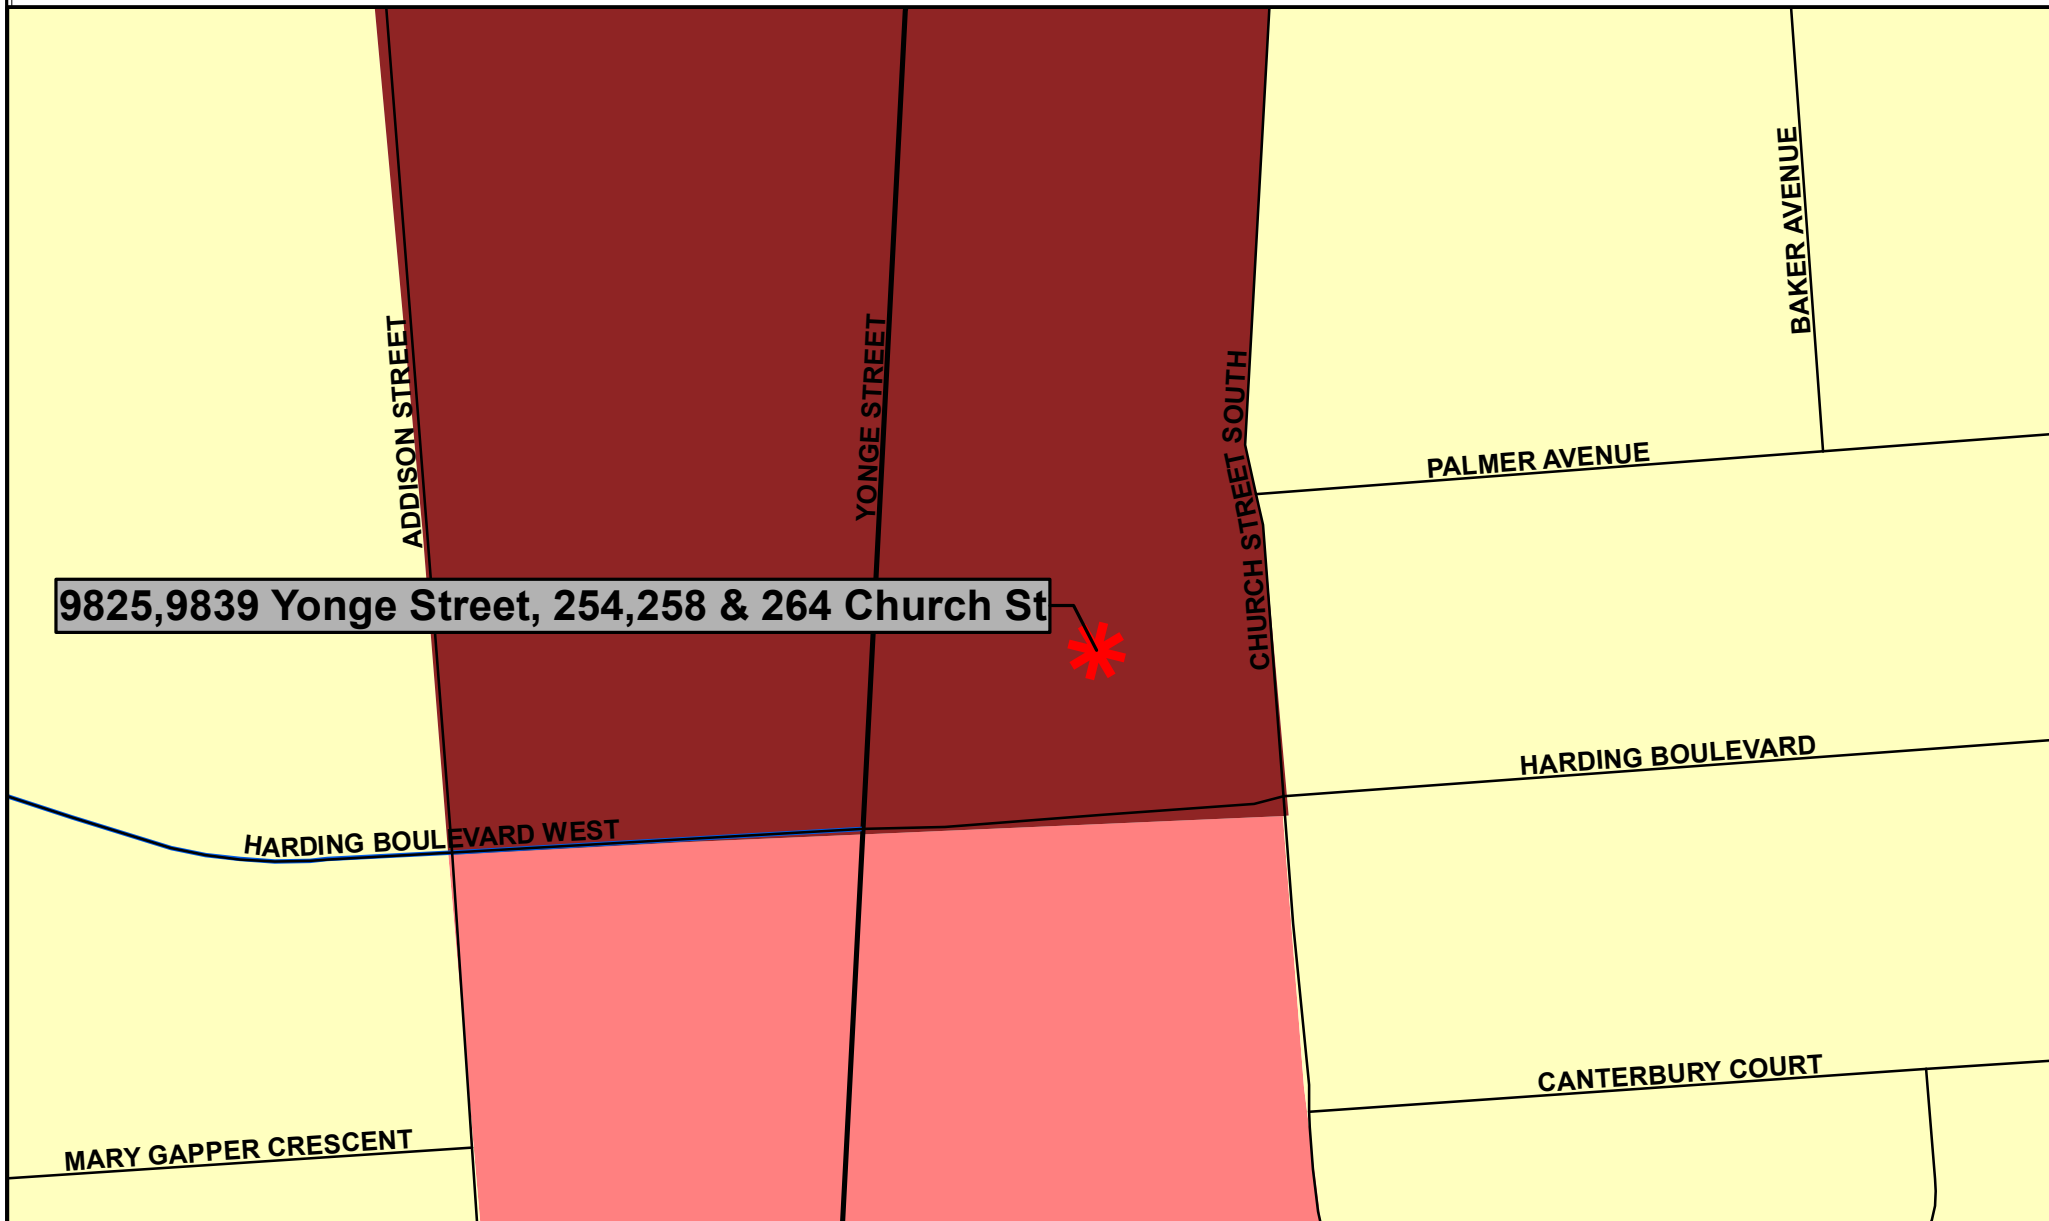 BAKER AVENUE
ADDISON STREET
YONGE STREET
CHURCH STREET SOUTH
PALMER AVENUE
9825,9839 Yonge Street, 254,258 & 264 Church St
HARDING BOULEVARD
HARDING BOULEVARD WEST
CANTERBURY COURT
MARY GAPPER CRESCENT